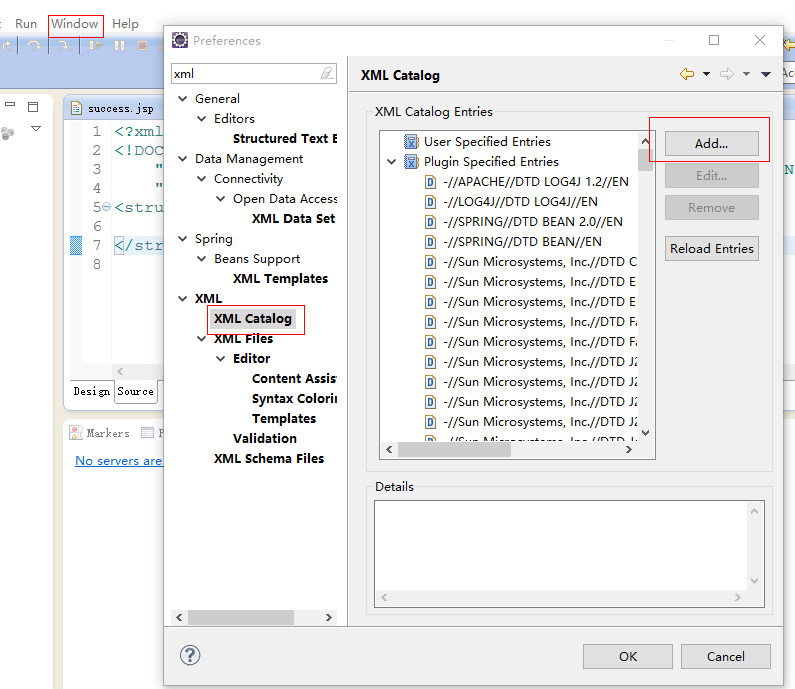 Run Window Help
Preferences
xml
General
Editors
Structured Text E
Data Management
Connectivity
Open Data Access
XML Data Set
Spring
Beans Support
XML Templates
XML
XML Catalog
XML Files
Editor
Content Assis
Syntax Colorin
Templates
Validation
XML Schema Files
XML Catalog
XML Catalog Entries
User Specified Entries
Plugin Specified Entries
-//APACHE//DTD LOG4J 1.2//EN
-//LOG4J//DTD LOG4J//EN
-//SPRING//DTD BEAN 2.0//EN
-//SPRING//DTD BEAN//EN
-//Sun Microsystems, Inc.//DTD C
-//Sun Microsystems, Inc.//DTD E
-//Sun Microsystems, Inc.//DTD E
-//Sun Microsystems, Inc.//DTD Fa
-//Sun Microsystems, Inc.//DTD Fa
-//Sun Microsystems, Inc.//DTD J2
-//Sun Microsystems, Inc.//DTD J2
-//Sun Microsystems, Inc.//DTD J2
-//Sun Microsystems, Inc.//DTD J2
-//Sun Microsystems, Inc.//DTD J2
Add...
Edit...
Remove
Reload Entries
Details
OK
Cancel
success.jsp
1 <?xml
2 <!DOC
3 "
4 "
5 <stru
6
7 </str
8
Design Source
Markers
No servers are